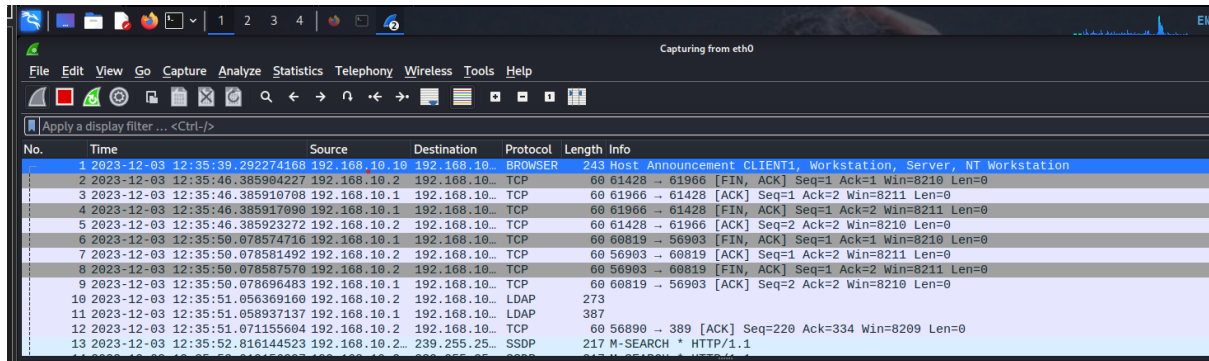 1 2 3 4 2 EN
Capturing from eth0
File Edit View Go Capture Analyze Statistics Telephony Wireless Tools Help
Apply a display filter … <Ctrl-/>
No. Time Source Destination Protocol Length Info
1 2023-12-03 12:35:39.292274168 192.168.10.10 192.168.10… BROWSER 243 Host Announcement CLIENT1, Workstation, Server, NT Workstation
2 2023-12-03 12:35:46.385904227 192.168.10.2 192.168.10… TCP 60 61428 → 61966 [FIN, ACK] Seq=1 Ack=1 Win=8210 Len=0
3 2023-12-03 12:35:46.385910708 192.168.10.1 192.168.10… TCP 60 61966 → 61428 [ACK] Seq=1 Ack=2 Win=8211 Len=0
4 2023-12-03 12:35:46.385917090 192.168.10.1 192.168.10… TCP 60 61966 → 61428 [FIN, ACK] Seq=1 Ack=2 Win=8211 Len=0
5 2023-12-03 12:35:46.385923272 192.168.10.2 192.168.10… TCP 60 61428 → 61966 [ACK] Seq=2 Ack=2 Win=8210 Len=0
6 2023-12-03 12:35:50.078574716 192.168.10.1 192.168.10… TCP 60 60819 → 56903 [FIN, ACK] Seq=1 Ack=1 Win=8210 Len=0
7 2023-12-03 12:35:50.078581492 192.168.10.2 192.168.10… TCP 60 56903 → 60819 [ACK] Seq=1 Ack=2 Win=8211 Len=0
8 2023-12-03 12:35:50.078587570 192.168.10.2 192.168.10… TCP 60 56903 → 60819 [FIN, ACK] Seq=1 Ack=2 Win=8211 Len=0
9 2023-12-03 12:35:50.078696483 192.168.10.1 192.168.10… TCP 60 60819 → 56903 [ACK] Seq=2 Ack=2 Win=8210 Len=0
10 2023-12-03 12:35:51.056369160 192.168.10.2 192.168.10… LDAP 273
11 2023-12-03 12:35:51.058937137 192.168.10.1 192.168.10… LDAP 387
12 2023-12-03 12:35:51.071155604 192.168.10.2 192.168.10… TCP 60 56890 → 389 [ACK] Seq=220 Ack=334 Win=8209 Len=0
13 2023-12-03 12:35:52.816144523 192.168.10.2… 239.255.25… SSDP 217 M-SEARCH * HTTP/1.1